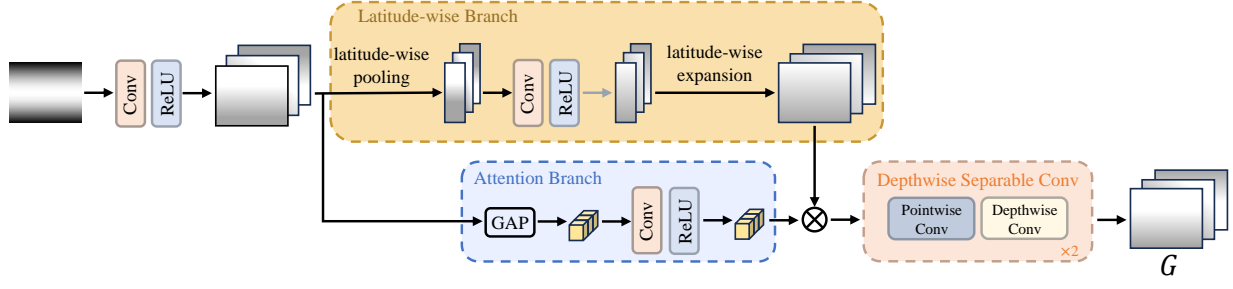 Latitude-wise Branch
Conv
ReLU
latitude-wise
pooling
Conv
ReLU
latitude-wise
expansion
Attention Branch
GAP
Conv
ReLU
Depthwise Separable Conv
Pointwise
Conv
Depthwise
Conv
×2
G